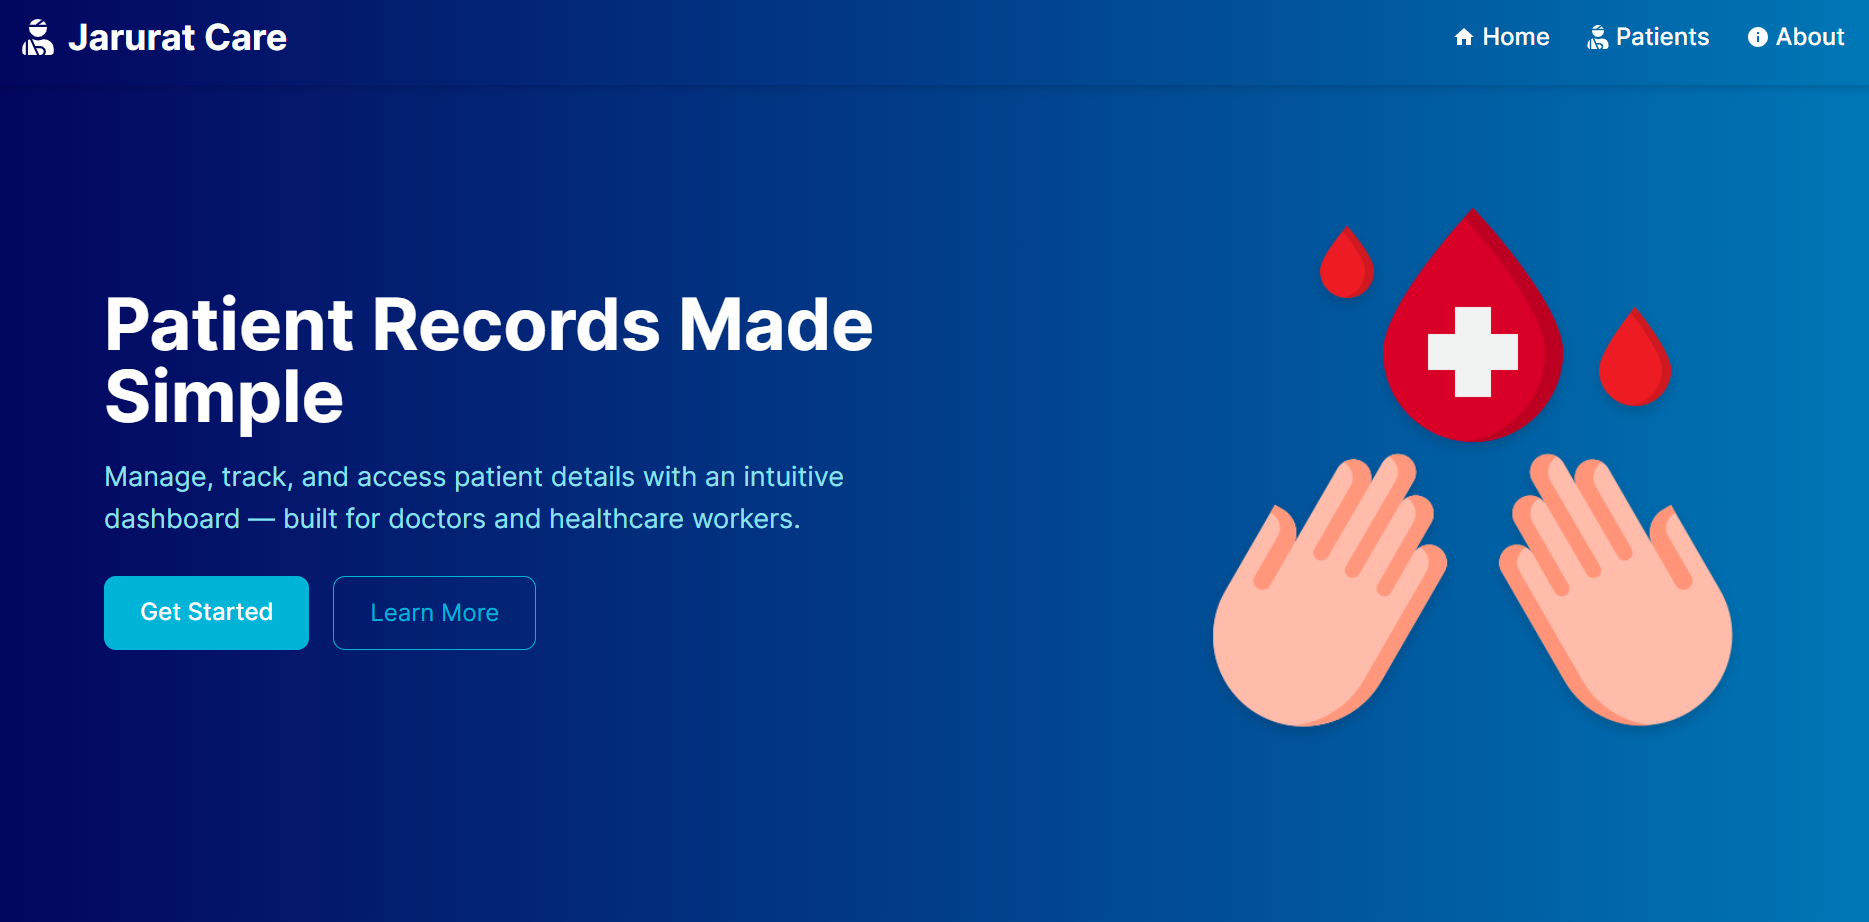 Jarurat Care
Home
Patients
About
Patient Records Made
Simple
Manage, track, and access patient details with an intuitive
dashboard — built for doctors and healthcare workers.
Get Started
Learn More